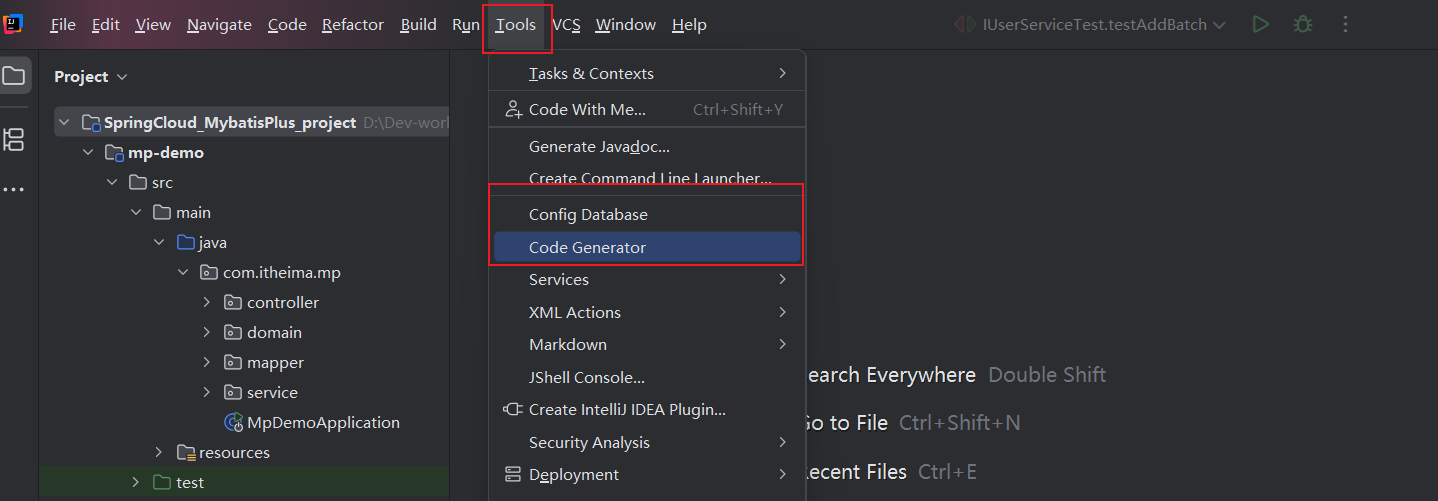 File Edit View Navigate Code Refactor Build Run Tools VCS Window Help IUserServiceTest.testAddBatch
Project
SpringCloud_MybatisPlus_project D:\Dev-worl
mp-demo
src
main
java
com.itheima.mp
controller
domain
mapper
service
MpDemoApplication
resources
test
Tasks & Contexts
Code With Me... Ctrl+Shift+Y
Generate Javadoc...
Create Command Line Launcher...
Config Database
Code Generator
Services
XML Actions
Markdown
JShell Console...
Create IntelliJ IDEA Plugin...
Security Analysis
Deployment
earch Everywhere Double Shift
Go to File Ctrl+Shift+N
ecent Files Ctrl+E